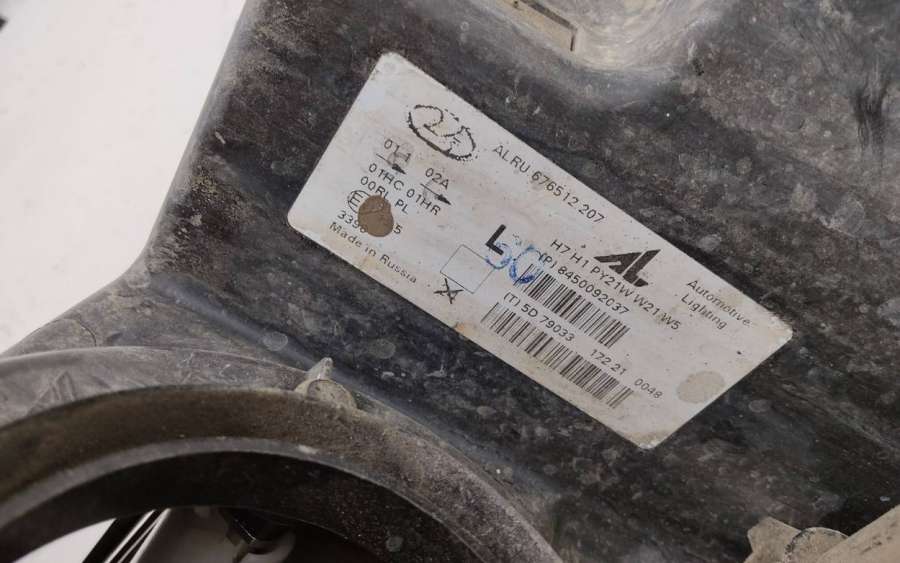 ALRU 676512 207
02A
01HC 01HR
00RL PL
E
Made in Russia
L
50
H7 H1 PY21W W21W5
(P) 8450092037
(T) 5D 79033 172 21 0048
AL
Automotive
Lighting